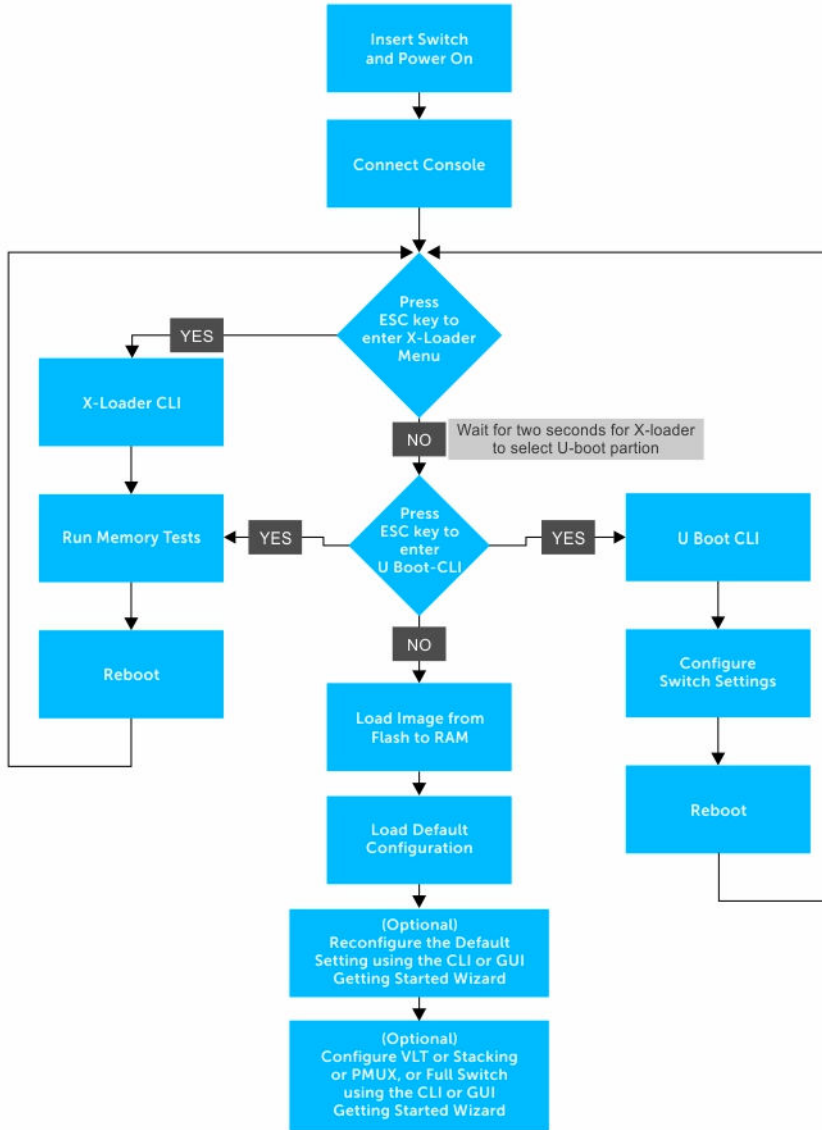 Insert Switch
and Power On
Connect Console
Press
ESC key to
enter X-Loader
Menu
YES
X-Loader CLI
NO
Wait for two seconds for X-loader
to select U-boot partion
Run Memory Tests
YES
Press
ESC key to
enter
U Boot-CLI
YES
U Boot CLI
Reboot
NO
Configure
Switch Settings
Load Image from
Flash to RAM
Reboot
Load Default
Configuration
(Optional)
Reconfigure the Default
Setting using the CLI or GUI
Getting Started Wizard
(Optional)
Configure VLT or Stacking
or PMUX, or Full Switch
using the CLI or GUI
Getting Started Wizard